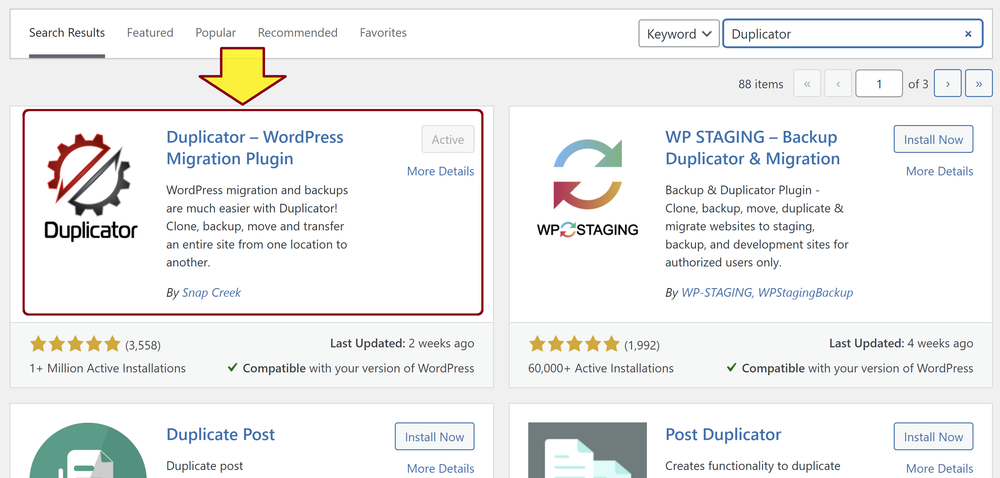 Search Results Featured Popular Recommended Favorites Keyword Duplicator ×
88 items « ‹ 1 of 3 › »
Duplicator
Duplicator – WordPress
Migration Plugin
Active
More Details
WordPress migration and backups
are much easier with Duplicator!
Clone, backup, move and transfer
an entire site from one location to
another.
By Snap Creek
(3,558)
Last Updated: 2 weeks ago
1+ Million Active Installations
Compatible with your version of WordPress
WP STAGING
WP STAGING – Backup
Duplicator & Migration
Install Now
More Details
Backup & Duplicator Plugin -
Clone, backup, move, duplicate &
migrate websites to staging,
backup, and development sites for
authorized users only.
By WP-STAGING, WPStagingBackup
(1,992)
Last Updated: 4 weeks ago
60,000+ Active Installations
Compatible with your version of WordPress
Duplicate Post
Install Now
Duplicate post
More Details
Post Duplicator
Install Now
Creates functionality to duplicate
More Details